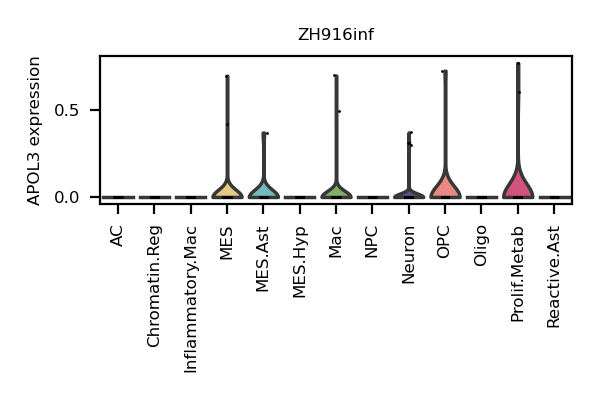 ZH916inf
APOL3 expression
0.5
0.0
AC
Chromatin.Reg
Inflammatory.Mac
MES
MES.Ast
MES.Hyp
Mac
NPC
Neuron
OPC
Oligo
Prolif.Metab
Reactive.Ast